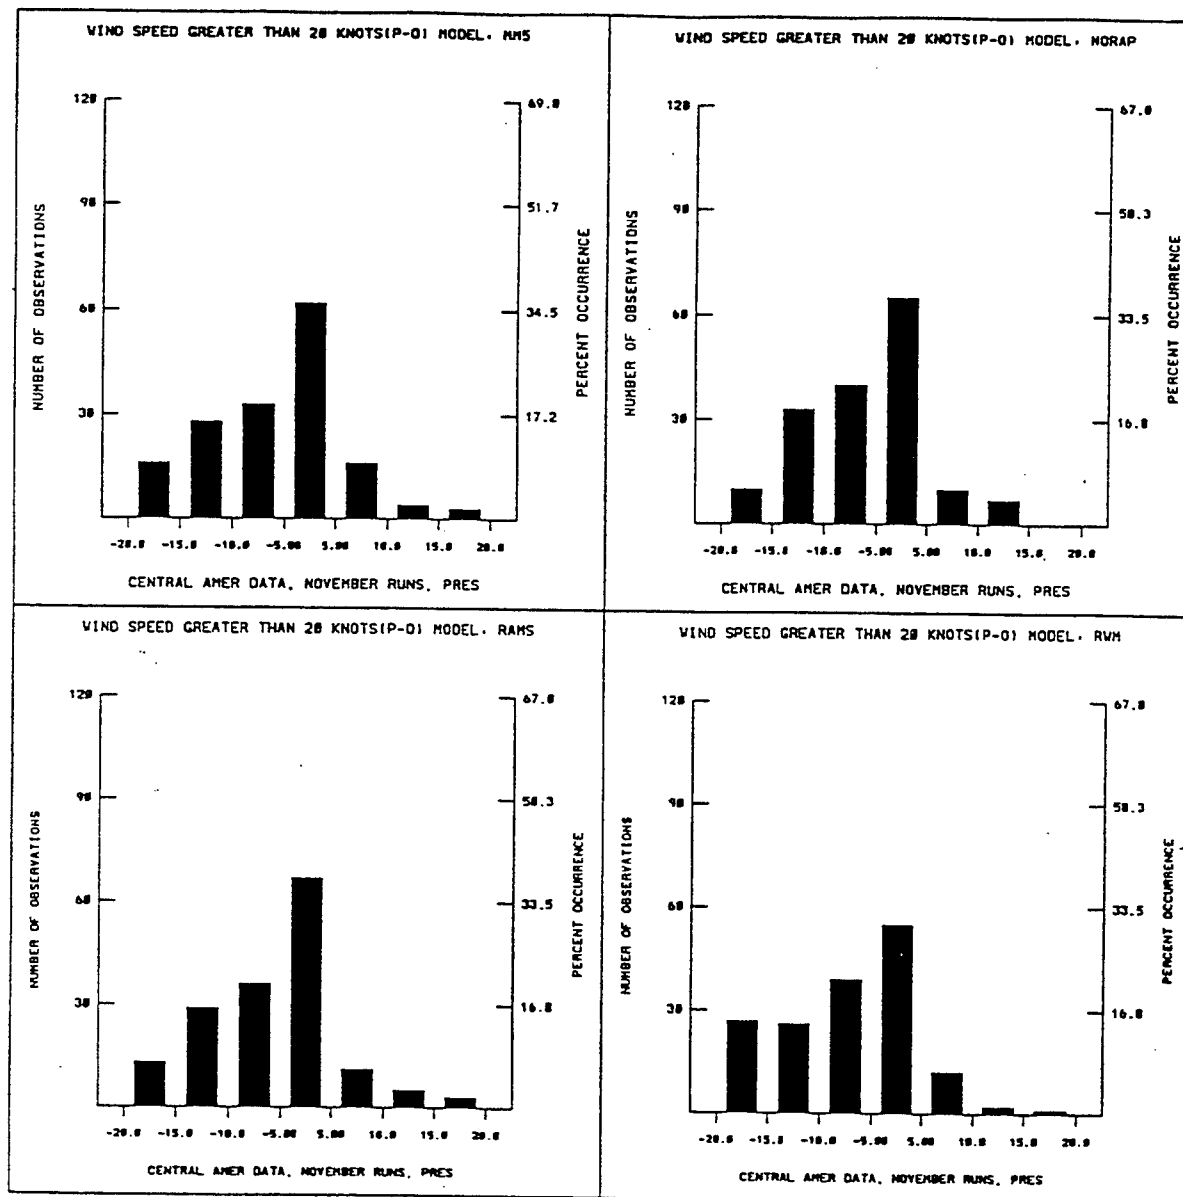 WIND SPEED GREATER THAN 20 KNOTS(P-O) MODEL, MM5
120
90
60
30
NUMBER OF OBSERVATIONS
69.0
51.7
34.5
17.2
PERCENT OCCURRENCE
-20.0 -15.0 -10.0 -5.00 5.00 10.0 15.0 20.0
CENTRAL AMER DATA, NOVEMBER RUNS, PRES
WIND SPEED GREATER THAN 20 KNOTS(P-O) MODEL, NORAP
120
90
60
30
NUMBER OF OBSERVATIONS
67.0
50.3
33.5
16.8
PERCENT OCCURRENCE
-20.0 -15.0 -10.0 -5.00 5.00 10.0 15.0 20.0
CENTRAL AMER DATA, NOVEMBER RUNS, PRES
WIND SPEED GREATER THAN 20 KNOTS(P-O) MODEL, RAMS
120
90
60
30
NUMBER OF OBSERVATIONS
67.0
50.3
33.5
16.8
PERCENT OCCURRENCE
-20.0 -15.0 -10.0 -5.00 5.00 10.0 15.0 20.0
CENTRAL AMER DATA, NOVEMBER RUNS, PRES
WIND SPEED GREATER THAN 20 KNOTS(P-O) MODEL, RWM
120
90
60
30
NUMBER OF OBSERVATIONS
67.0
50.3
33.5
16.8
PERCENT OCCURRENCE
-20.0 -15.0 -10.0 -5.00 5.00 10.0 15.0 20.0
CENTRAL AMER DATA, NOVEMBER RUNS, PRES